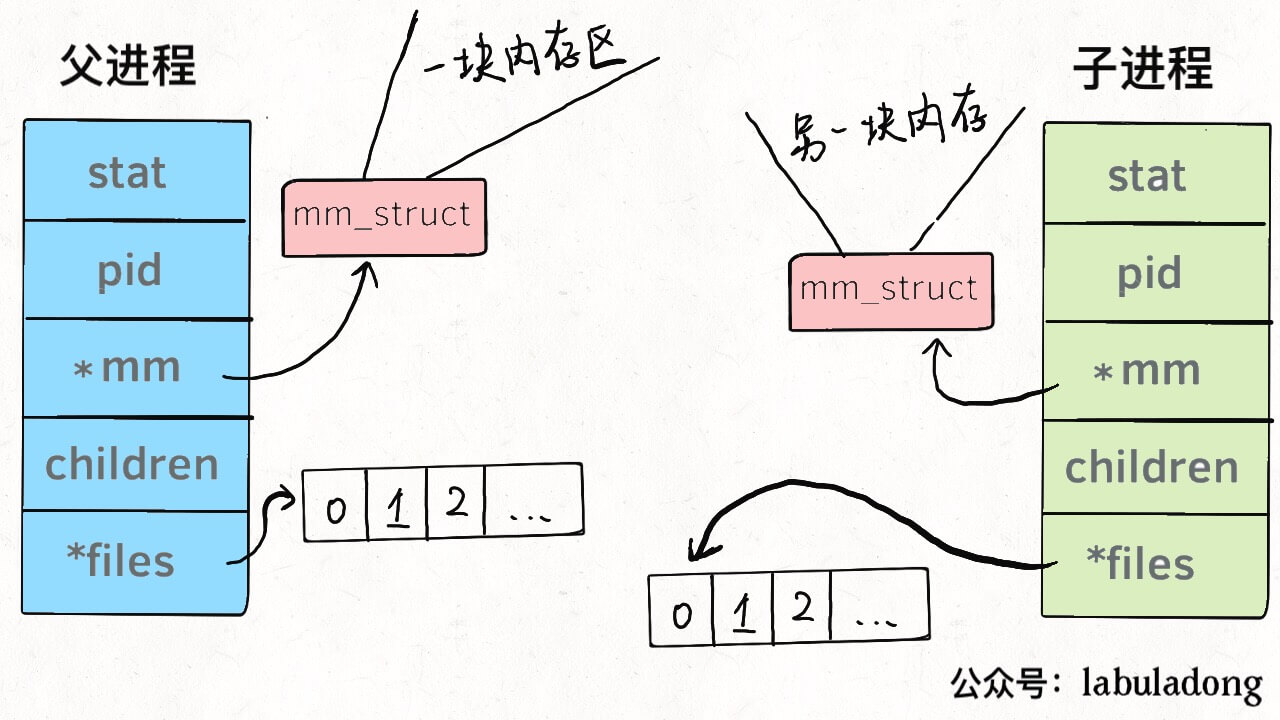 父进程
stat
pid
*mm
children
*files
一块内存区
mm_struct
0 1 2 ...
另一块内存
mm_struct
0 1 2 ...
子进程
stat
pid
*mm
children
*files
公众号：labuladong